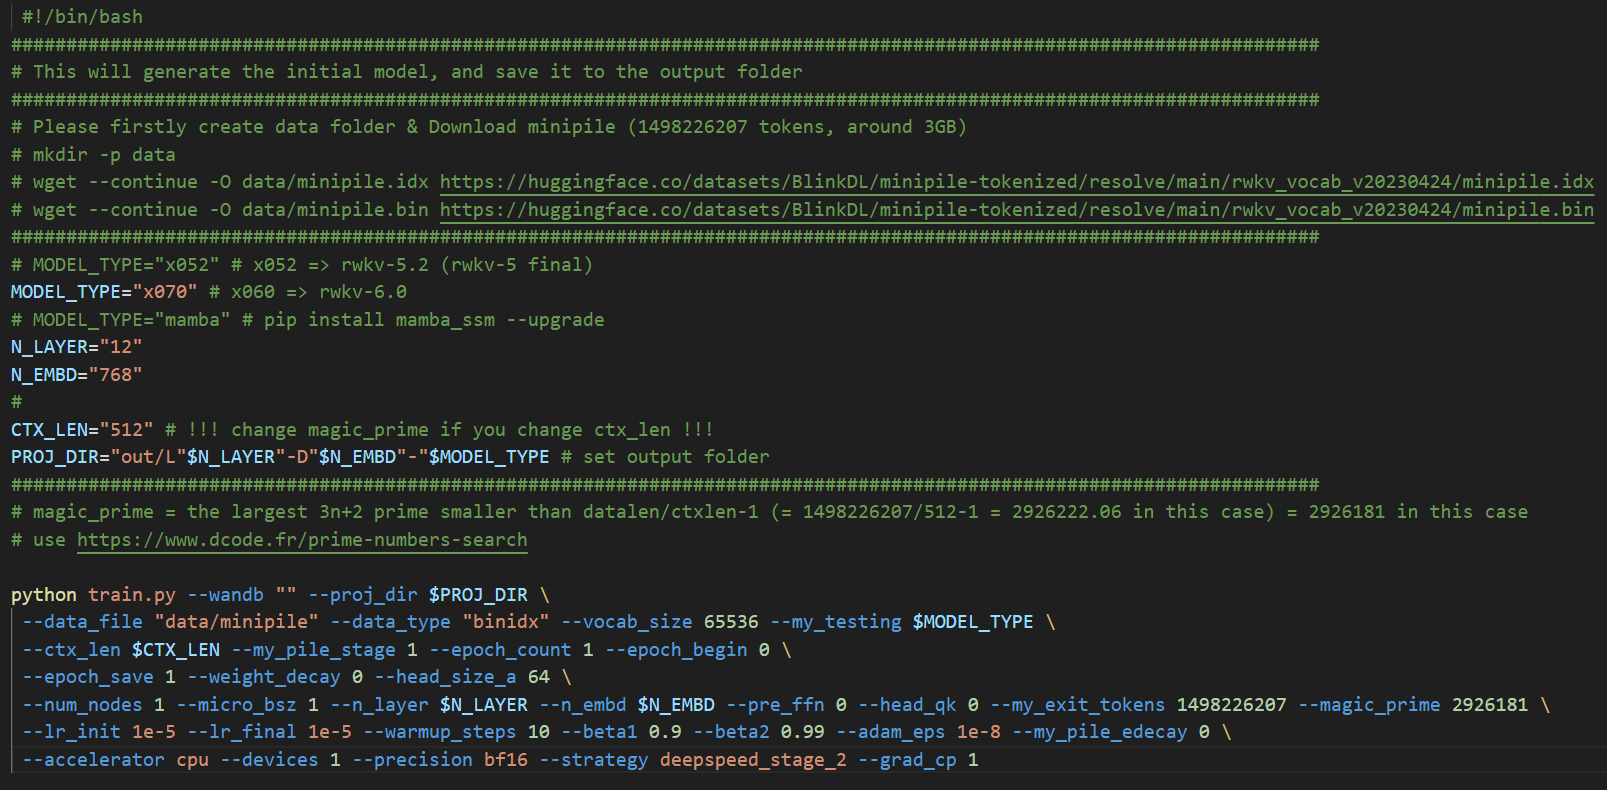 #!/bin/bash
#######################################################################################################################
# This will generate the initial model, and save it to the output folder
#######################################################################################################################
# Please firstly create data folder & Download minipile (1498226207 tokens, around 3GB)
# mkdir -p data
# wget --continue -O data/minipile.idx https://huggingface.co/datasets/BlinkDL/minipile-tokenized/resolve/main/rwkv_vocab_v20230424/minipile.idx
# wget --continue -O data/minipile.bin https://huggingface.co/datasets/BlinkDL/minipile-tokenized/resolve/main/rwkv_vocab_v20230424/minipile.bin
#######################################################################################################################
# MODEL_TYPE="x052" # x052 => rwkv-5.2 (rwkv-5 final)
MODEL_TYPE="x070" # x060 => rwkv-6.0
# MODEL_TYPE="mamba" # pip install mamba_ssm --upgrade
N_LAYER="12"
N_EMBD="768"
#
CTX_LEN="512" # !!! change magic_prime if you change ctx_len !!!
PROJ_DIR="out/L"$N_LAYER"-D"$N_EMBD"-"$MODEL_TYPE # set output folder
#######################################################################################################################
# magic_prime = the largest 3n+2 prime smaller than datalen/ctxlen-1 (= 1498226207/512-1 = 2926222.06 in this case) = 2926181 in this case
# use https://www.dcode.fr/prime-numbers-search
python train.py --wandb "" --proj_dir $PROJ_DIR \
--data_file "data/minipile" --data_type "binidx" --vocab_size 65536 --my_testing $MODEL_TYPE \
--ctx_len $CTX_LEN --my_pile_stage 1 --epoch_count 1 --epoch_begin 0 \
--epoch_save 1 --weight_decay 0 --head_size_a 64 \
--num_nodes 1 --micro_bsz 1 --n_layer $N_LAYER --n_embd $N_EMBD --pre_ffn 0 --head_qk 0 --my_exit_tokens 1498226207 --magic_prime 2926181 \
--lr_init 1e-5 --lr_final 1e-5 --warmup_steps 10 --beta1 0.9 --beta2 0.99 --adam_eps 1e-8 --my_pile_edecay 0 \
--accelerator cpu --devices 1 --precision bf16 --strategy deepspeed_stage_2 --grad_cp 1